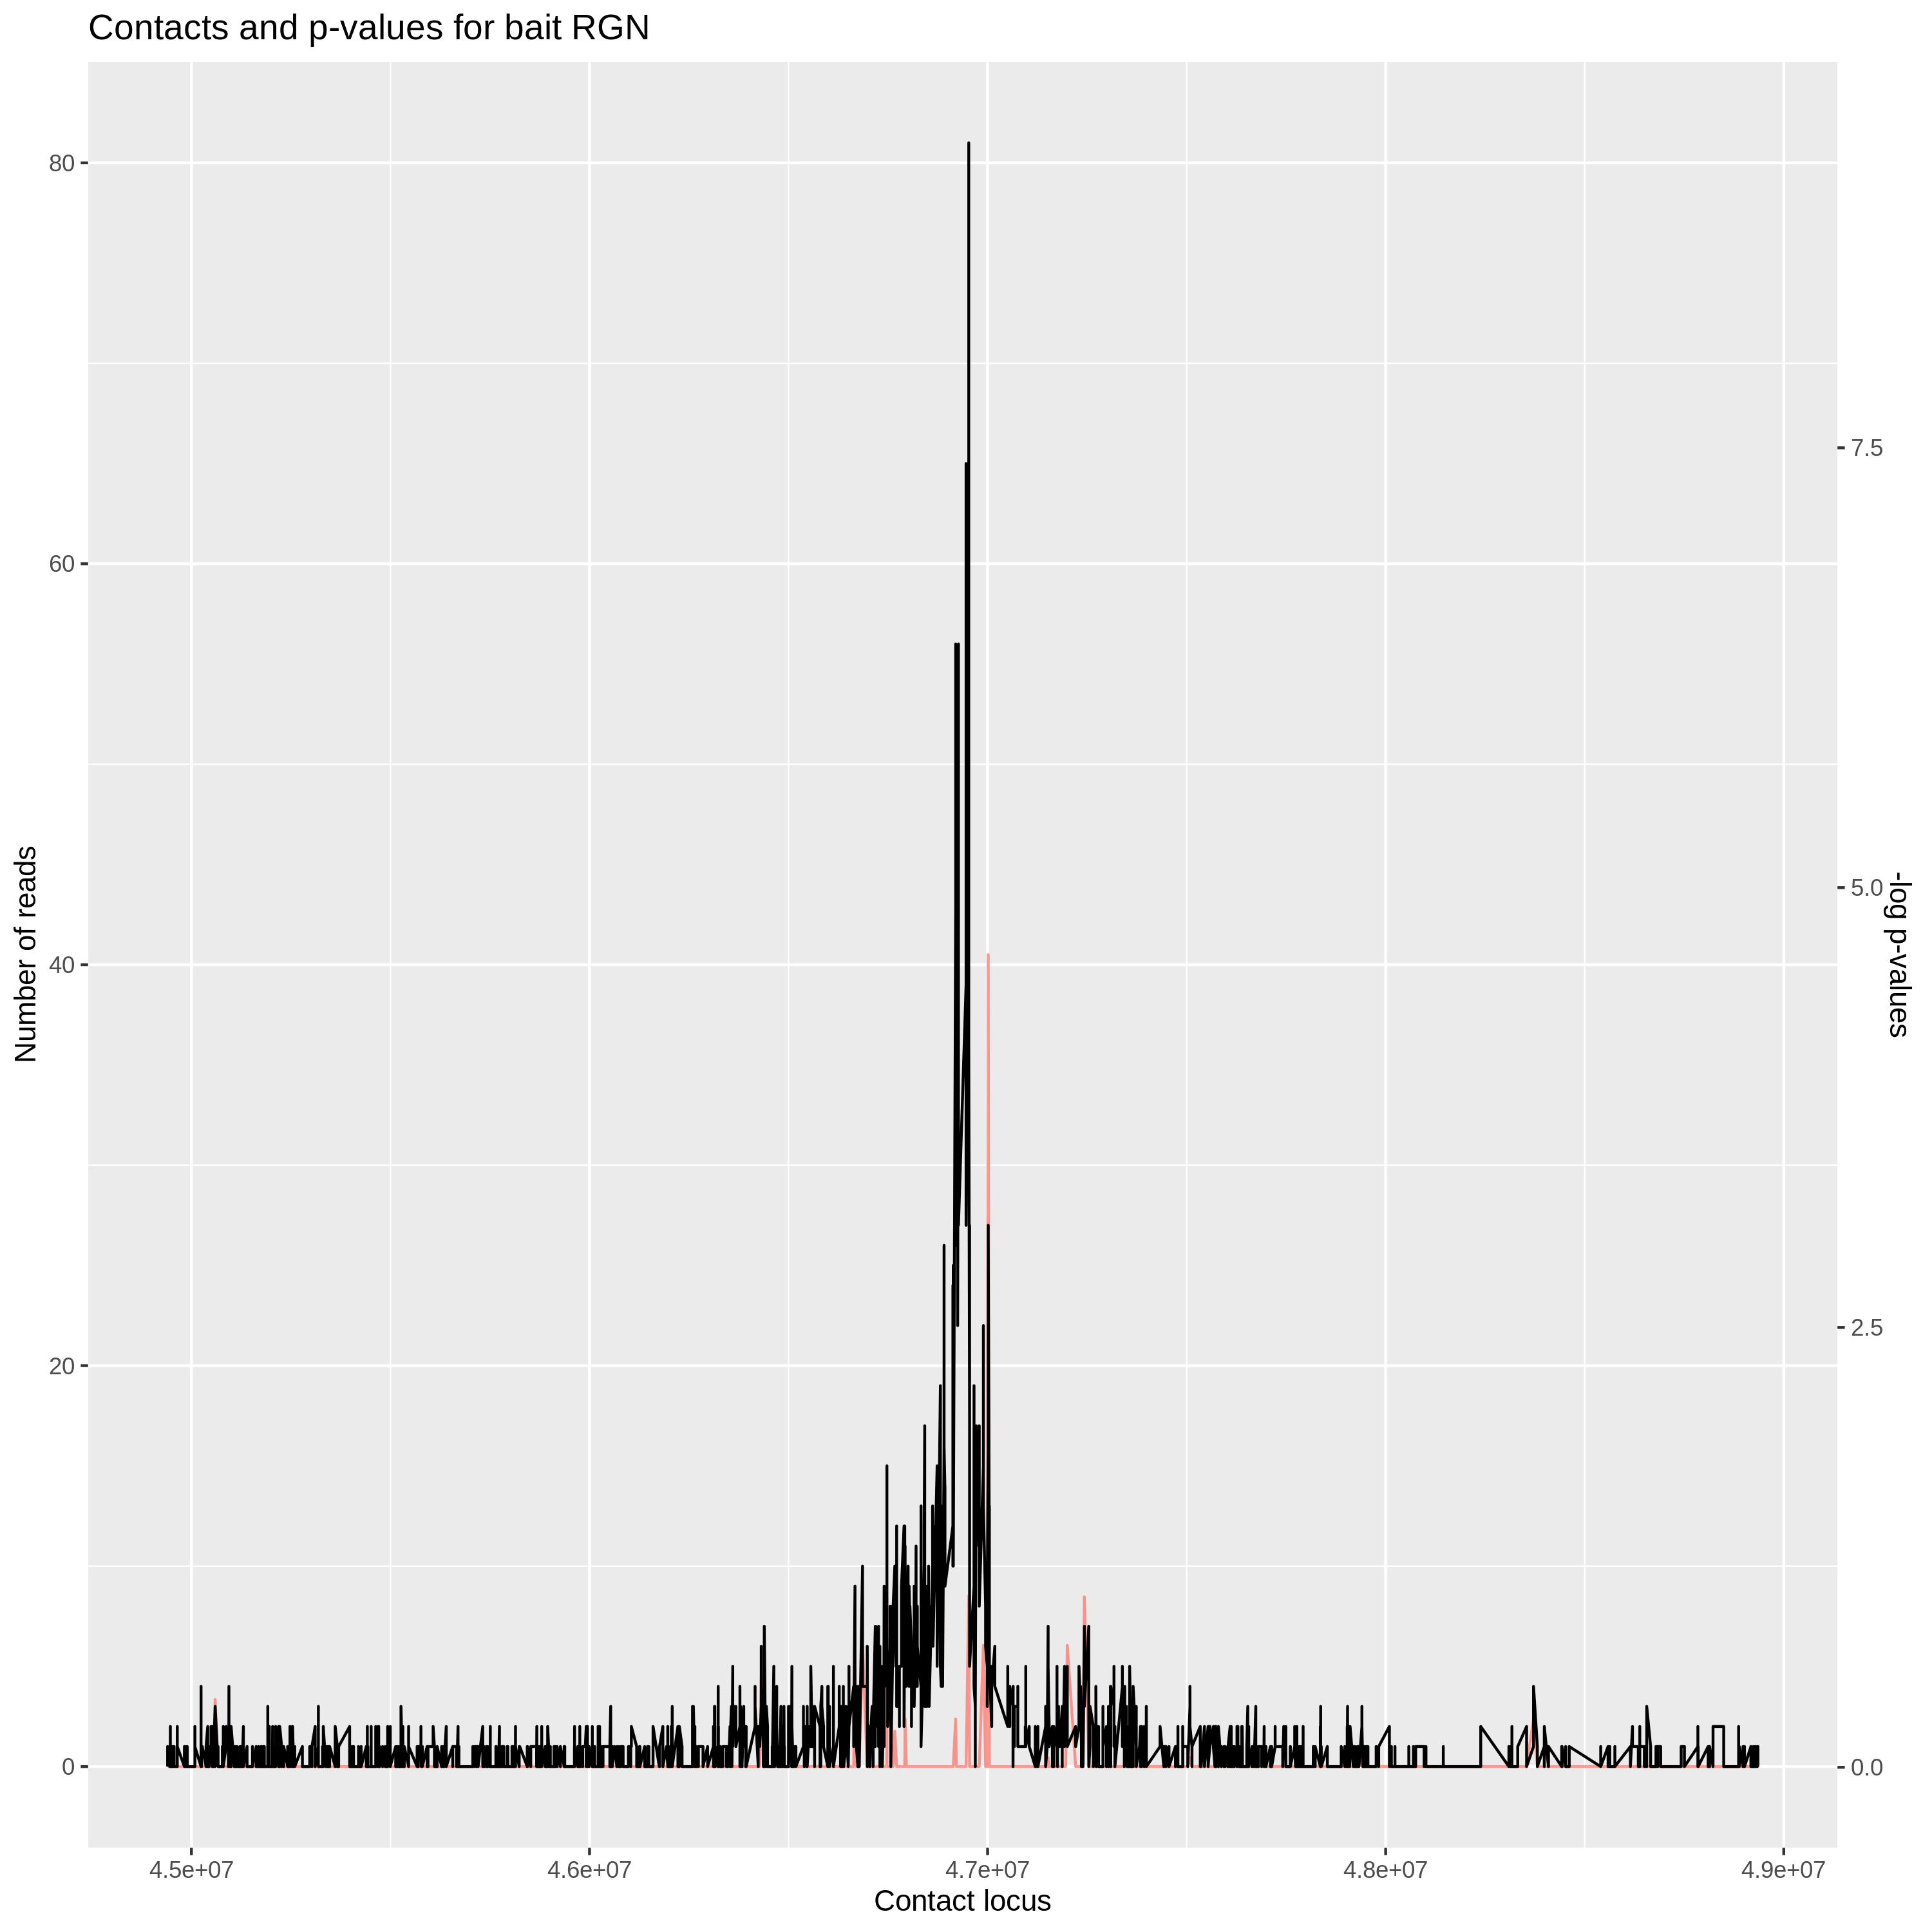 Contacts and p-values for bait RGN
80
60
40
20
0
Number of reads
7.5
5.0
2.5
0.0
-log p-values
4.5e+07 4.6e+07 4.7e+07 4.8e+07 4.9e+07
Contact locus